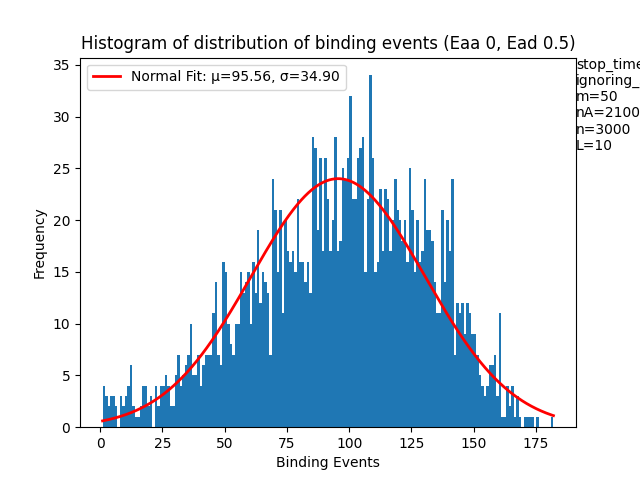 Histogram of distribution of binding events (Eaa 0, Ead 0.5)
Normal Fit: μ=95.56, σ=34.90
stop_time
ignoring_
m=50
nA=2100
n=3000
L=10
Frequency
35
30
25
20
15
10
5
0
0 25 50 75 100 125 150 175
Binding Events